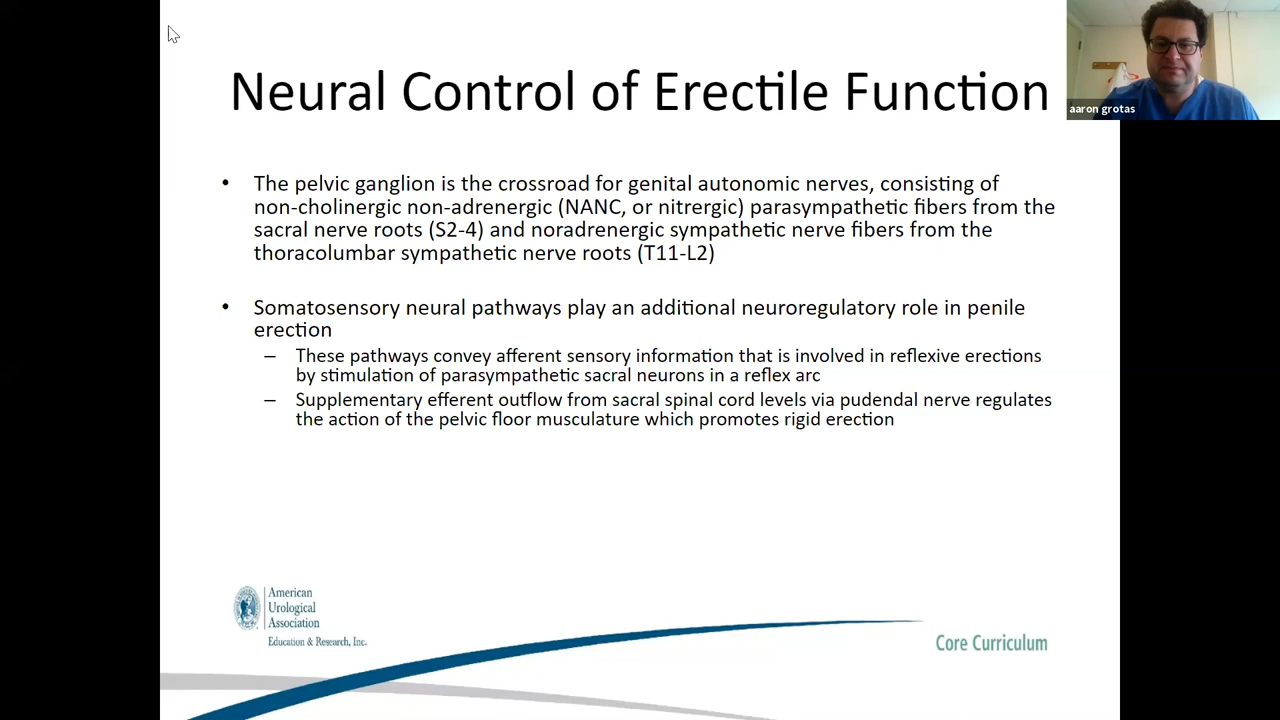 Neural Control of Erectile Function
aaron grotas
• The pelvic ganglion is the crossroad for genital autonomic nerves, consisting of
non-cholinergic non-adrenergic (NANC, or nitrergic) parasympathetic fibers from the
sacral nerve roots (S2-4) and noradrenergic sympathetic nerve fibers from the
thoracolumbar sympathetic nerve roots (T11-L2)
• Somatosensory neural pathways play an additional neuroregulatory role in penile
erection
– These pathways convey afferent sensory information that is involved in reflexive erections
by stimulation of parasympathetic sacral neurons in a reflex arc
– Supplementary efferent outflow from sacral spinal cord levels via pudendal nerve regulates
the action of the pelvic floor musculature which promotes rigid erection
American
Urological
Association
Education & Research, Inc.
Core Curriculum